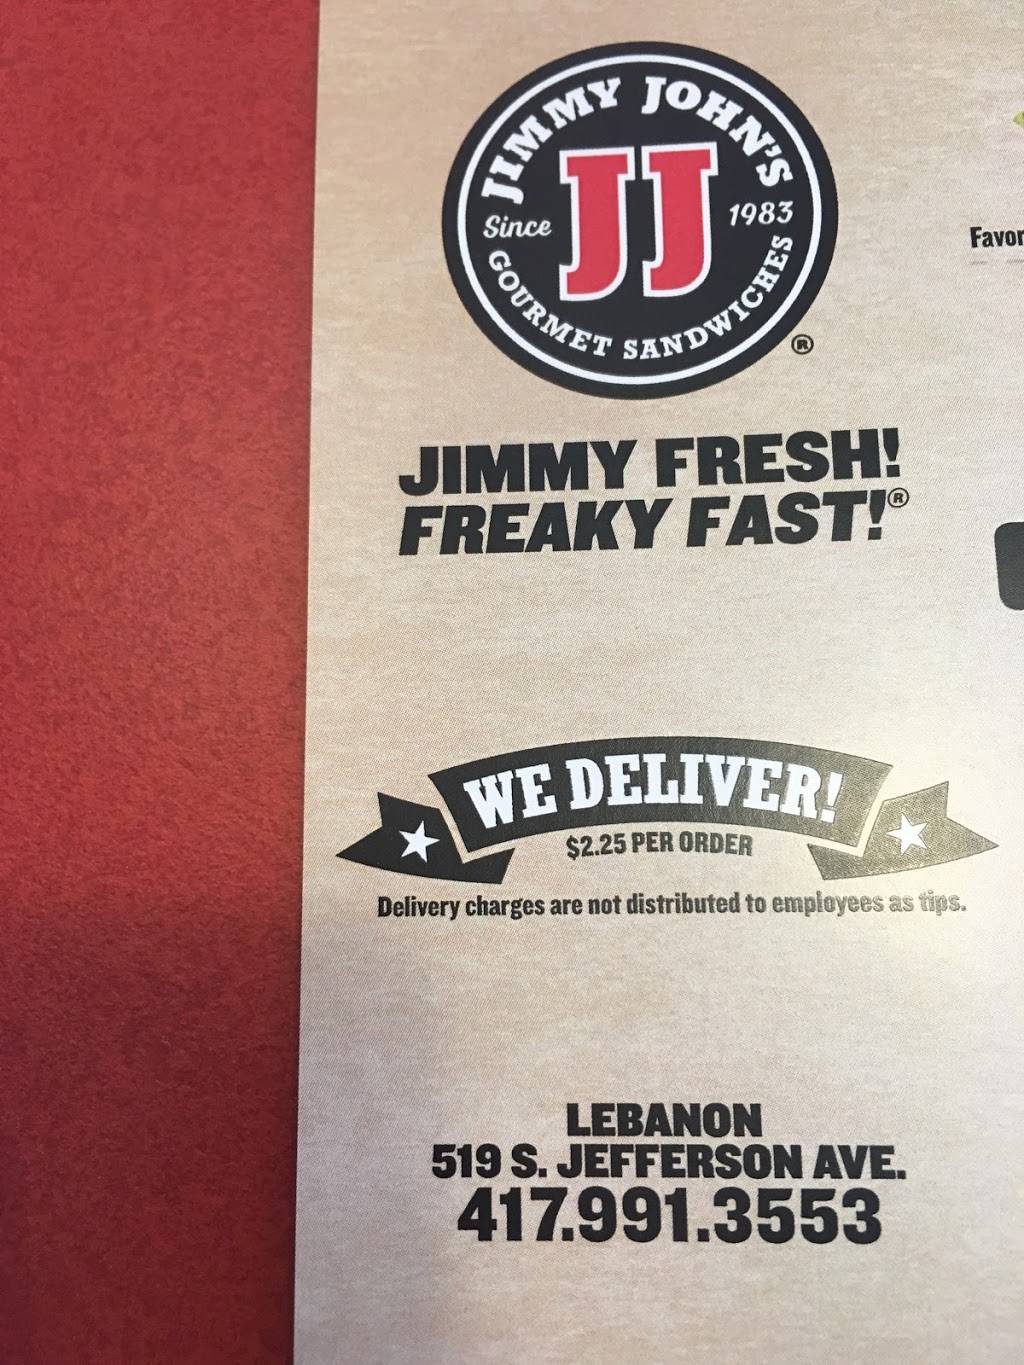 JIMMY JOHN'S
Since 1983
JJ
GOURMET SANDWICHES
®
JIMMY FRESH!
FREAKY FAST!®
WE DELIVER!
$2.25 PER ORDER
Delivery charges are not distributed to employees as tips.
LEBANON
519 S. JEFFERSON AVE.
417.991.3553
Favor